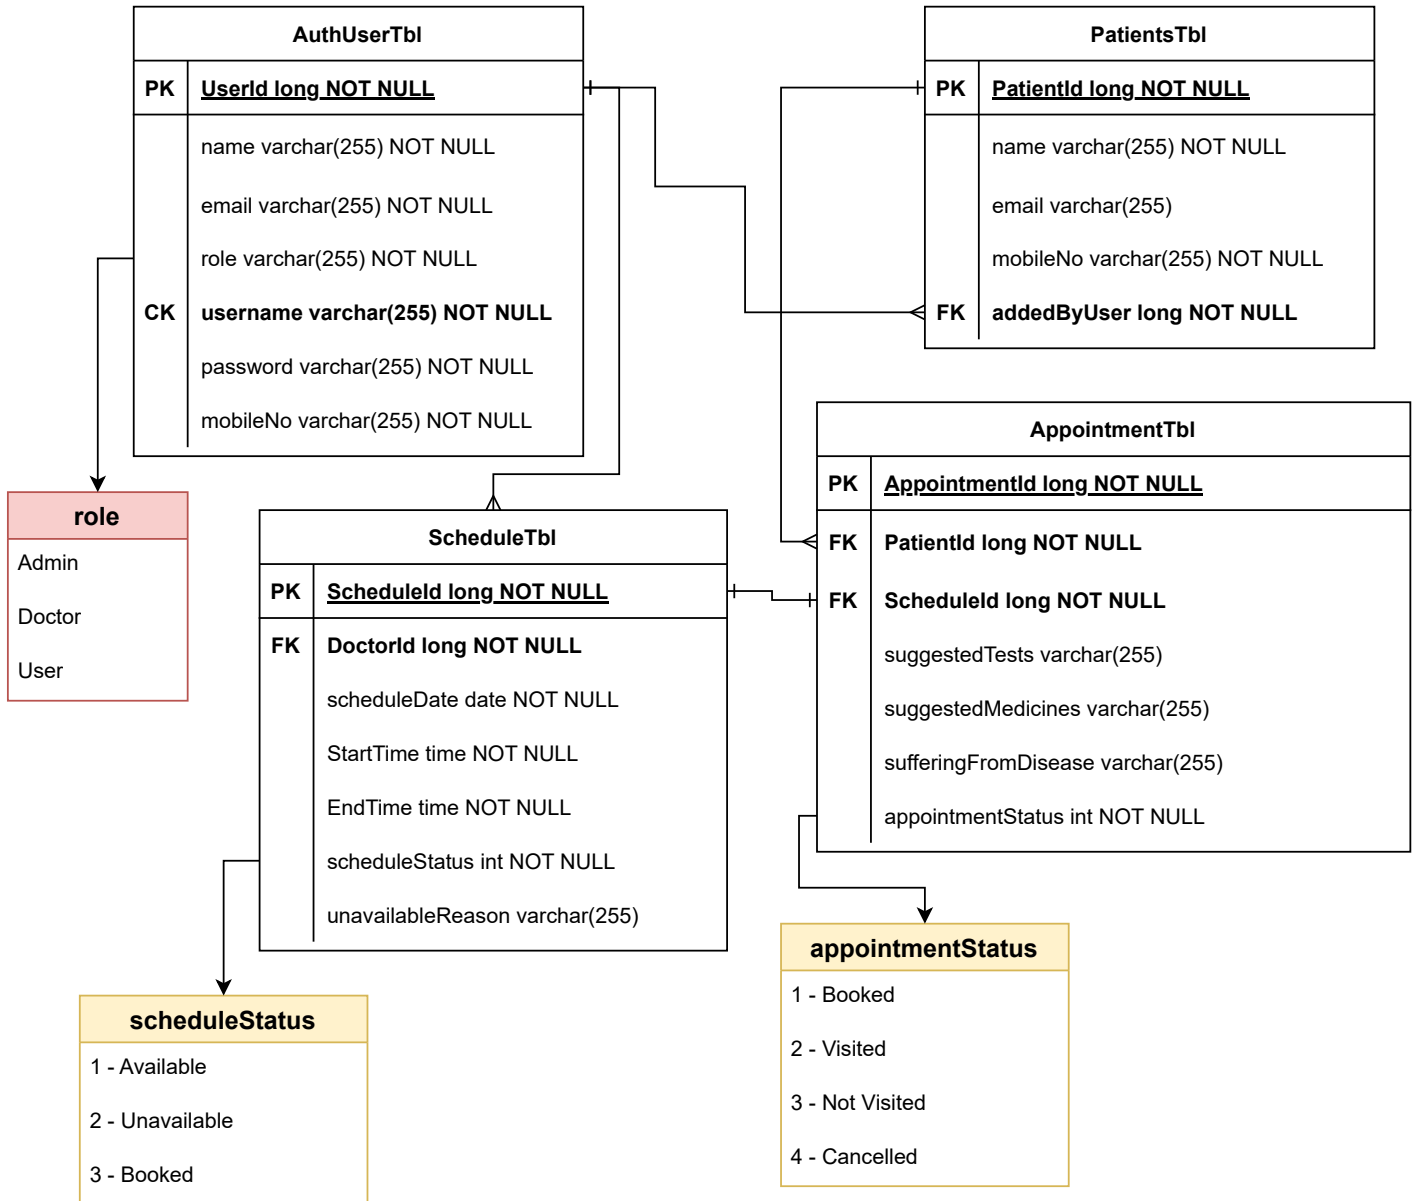 AuthUserTbl
PK UserId long NOT NULL
name varchar(255) NOT NULL
email varchar(255) NOT NULL
role varchar(255) NOT NULL
CK username varchar(255) NOT NULL
password varchar(255) NOT NULL
mobileNo varchar(255) NOT NULL
PatientsTbl
PK PatientId long NOT NULL
name varchar(255) NOT NULL
email varchar(255)
mobileNo varchar(255) NOT NULL
FK addedByUser long NOT NULL
role
Admin
Doctor
User
ScheduleTbl
PK ScheduleId long NOT NULL
FK DoctorId long NOT NULL
scheduleDate date NOT NULL
StartTime time NOT NULL
EndTime time NOT NULL
scheduleStatus int NOT NULL
unavailableReason varchar(255)
AppointmentTbl
PK AppointmentId long NOT NULL
FK PatientId long NOT NULL
FK ScheduleId long NOT NULL
suggestedTests varchar(255)
suggestedMedicines varchar(255)
sufferingFromDisease varchar(255)
appointmentStatus int NOT NULL
scheduleStatus
1 - Available
2 - Unavailable
3 - Booked
appointmentStatus
1 - Booked
2 - Visited
3 - Not Visited
4 - Cancelled